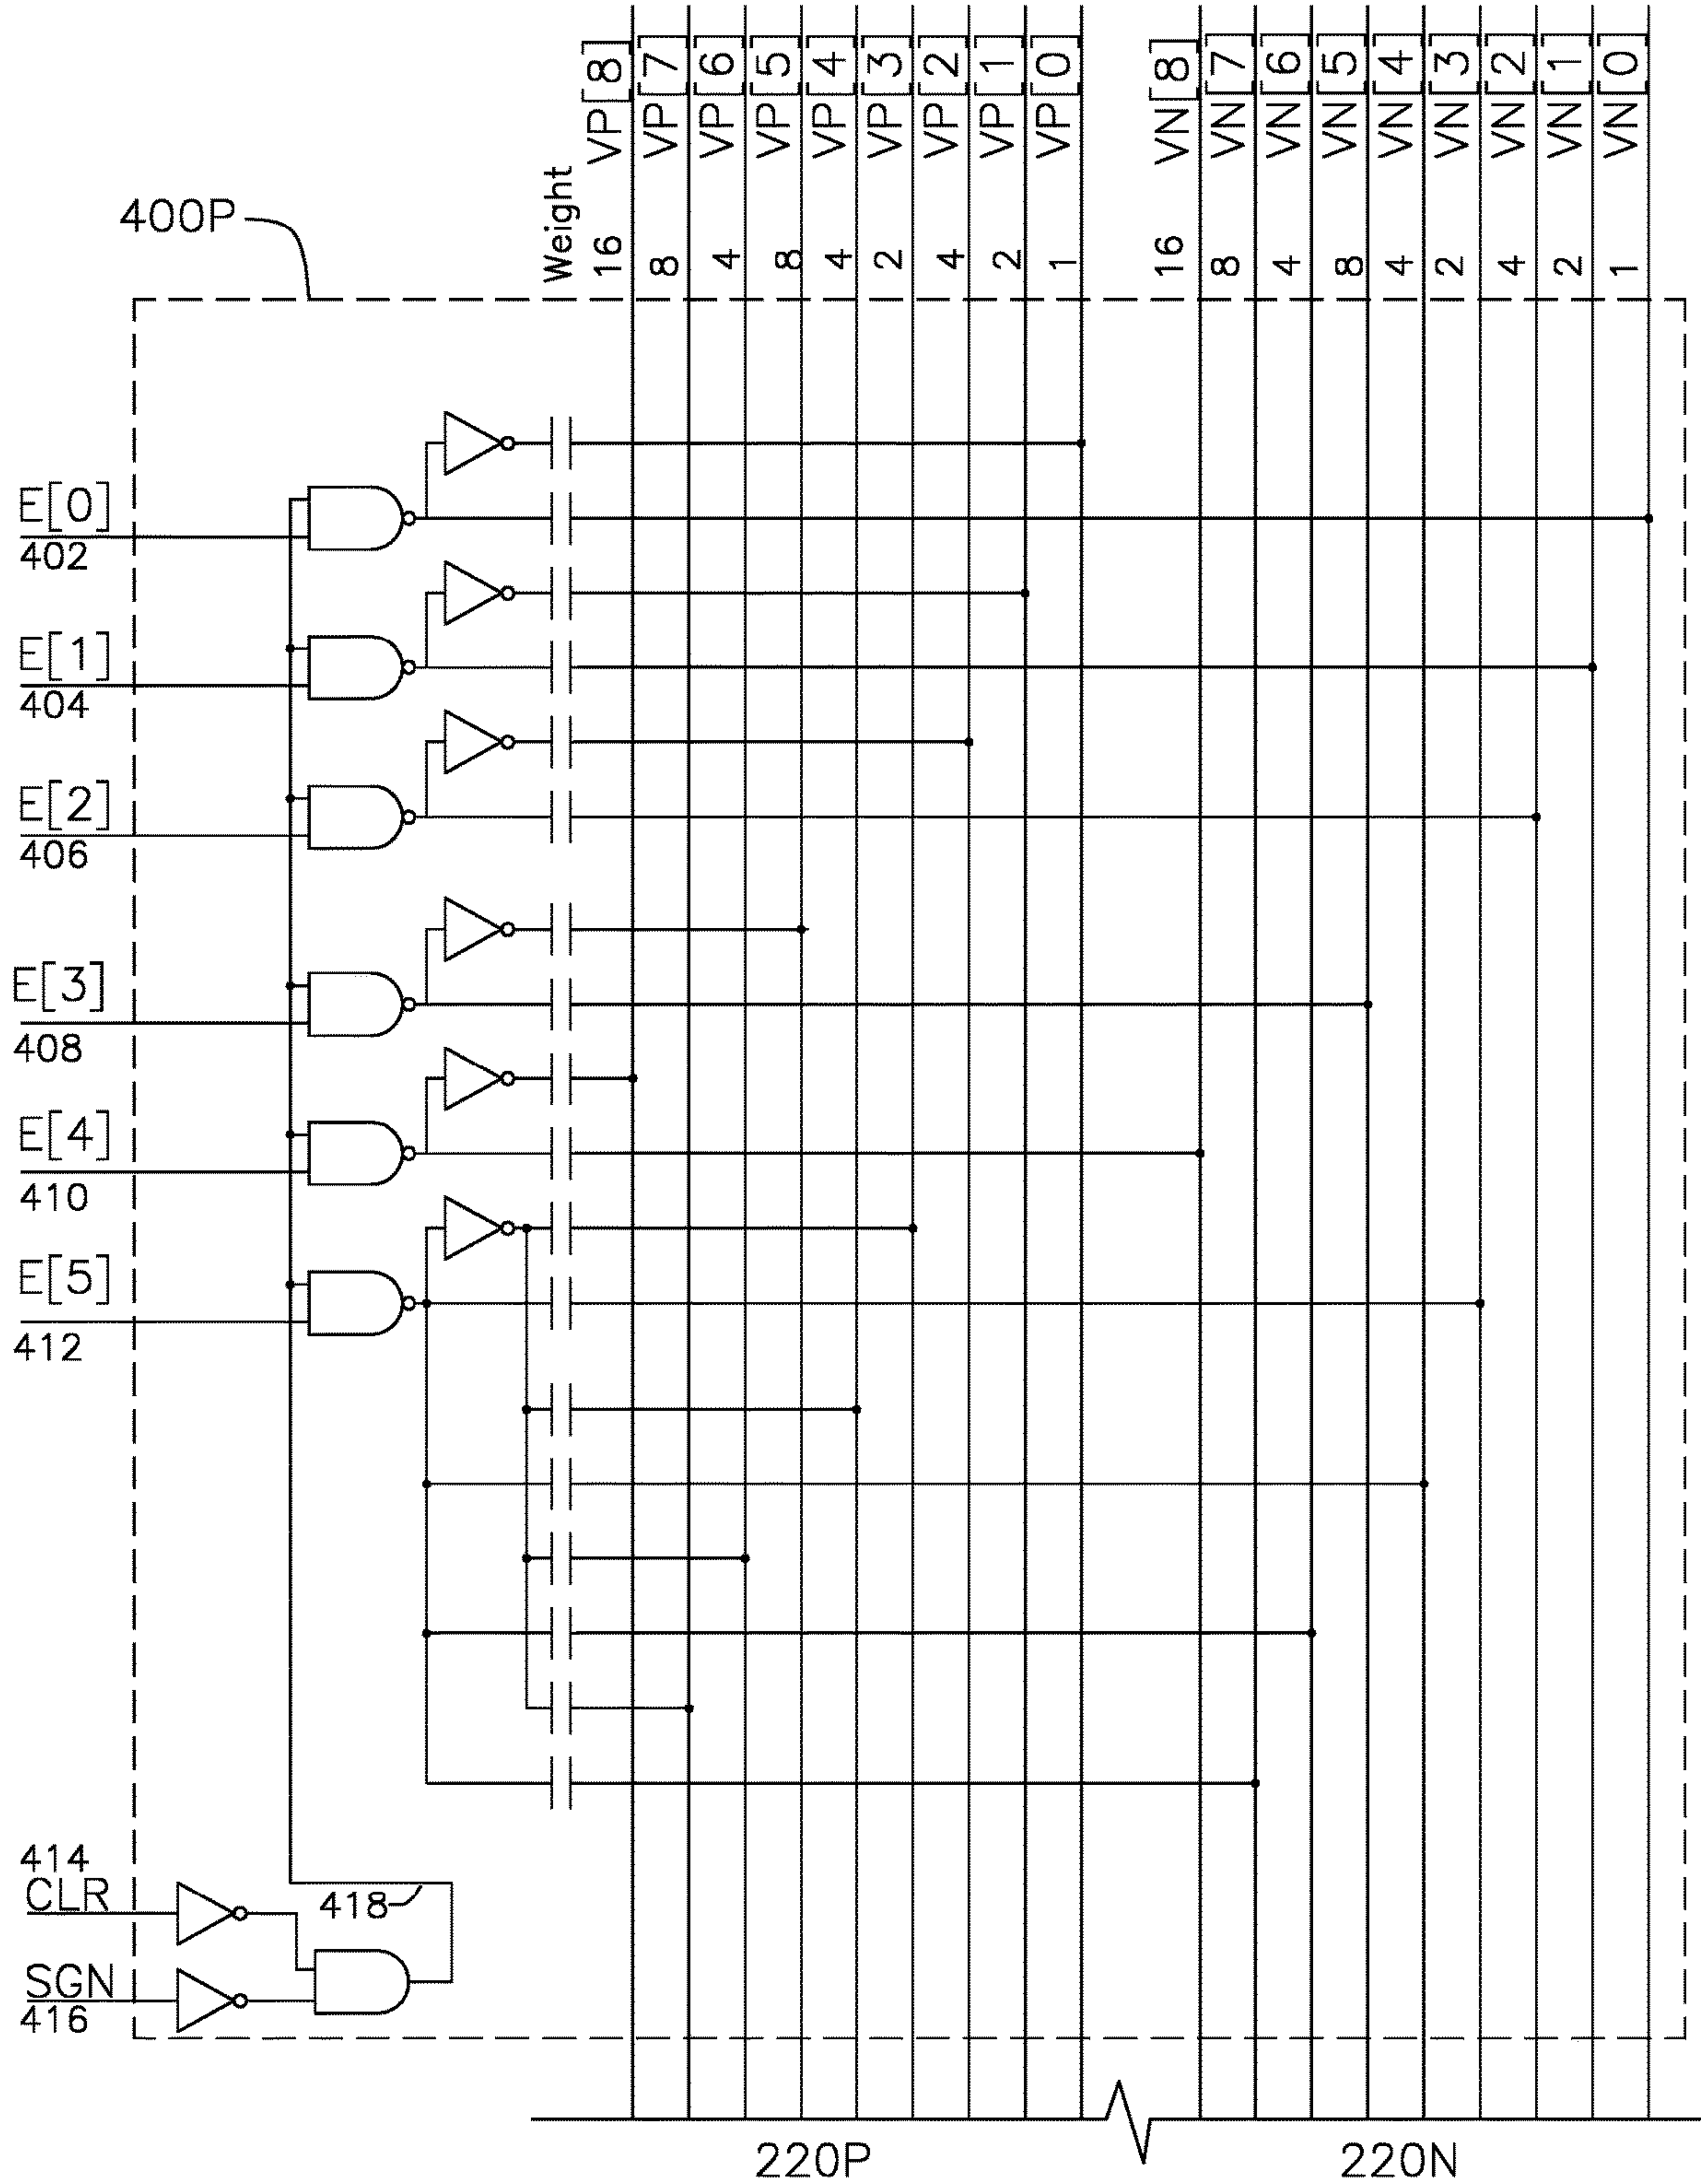 VP[8]
VP[7]
VP[6]
VP[5]
VP[4]
VP[3]
VP[2]
VP[1]
VP[0]
VN[8]
VN[7]
VN[6]
VN[5]
VN[4]
VN[3]
VN[2]
VN[1]
VN[0]
Weight
16
8
4
8
4
2
4
2
1
16
8
4
8
4
2
4
2
1
400P
E[0]
402
E[1]
404
E[2]
406
E[3]
408
E[4]
410
E[5]
412
414
CLR
418
SGN
416
220P
220N